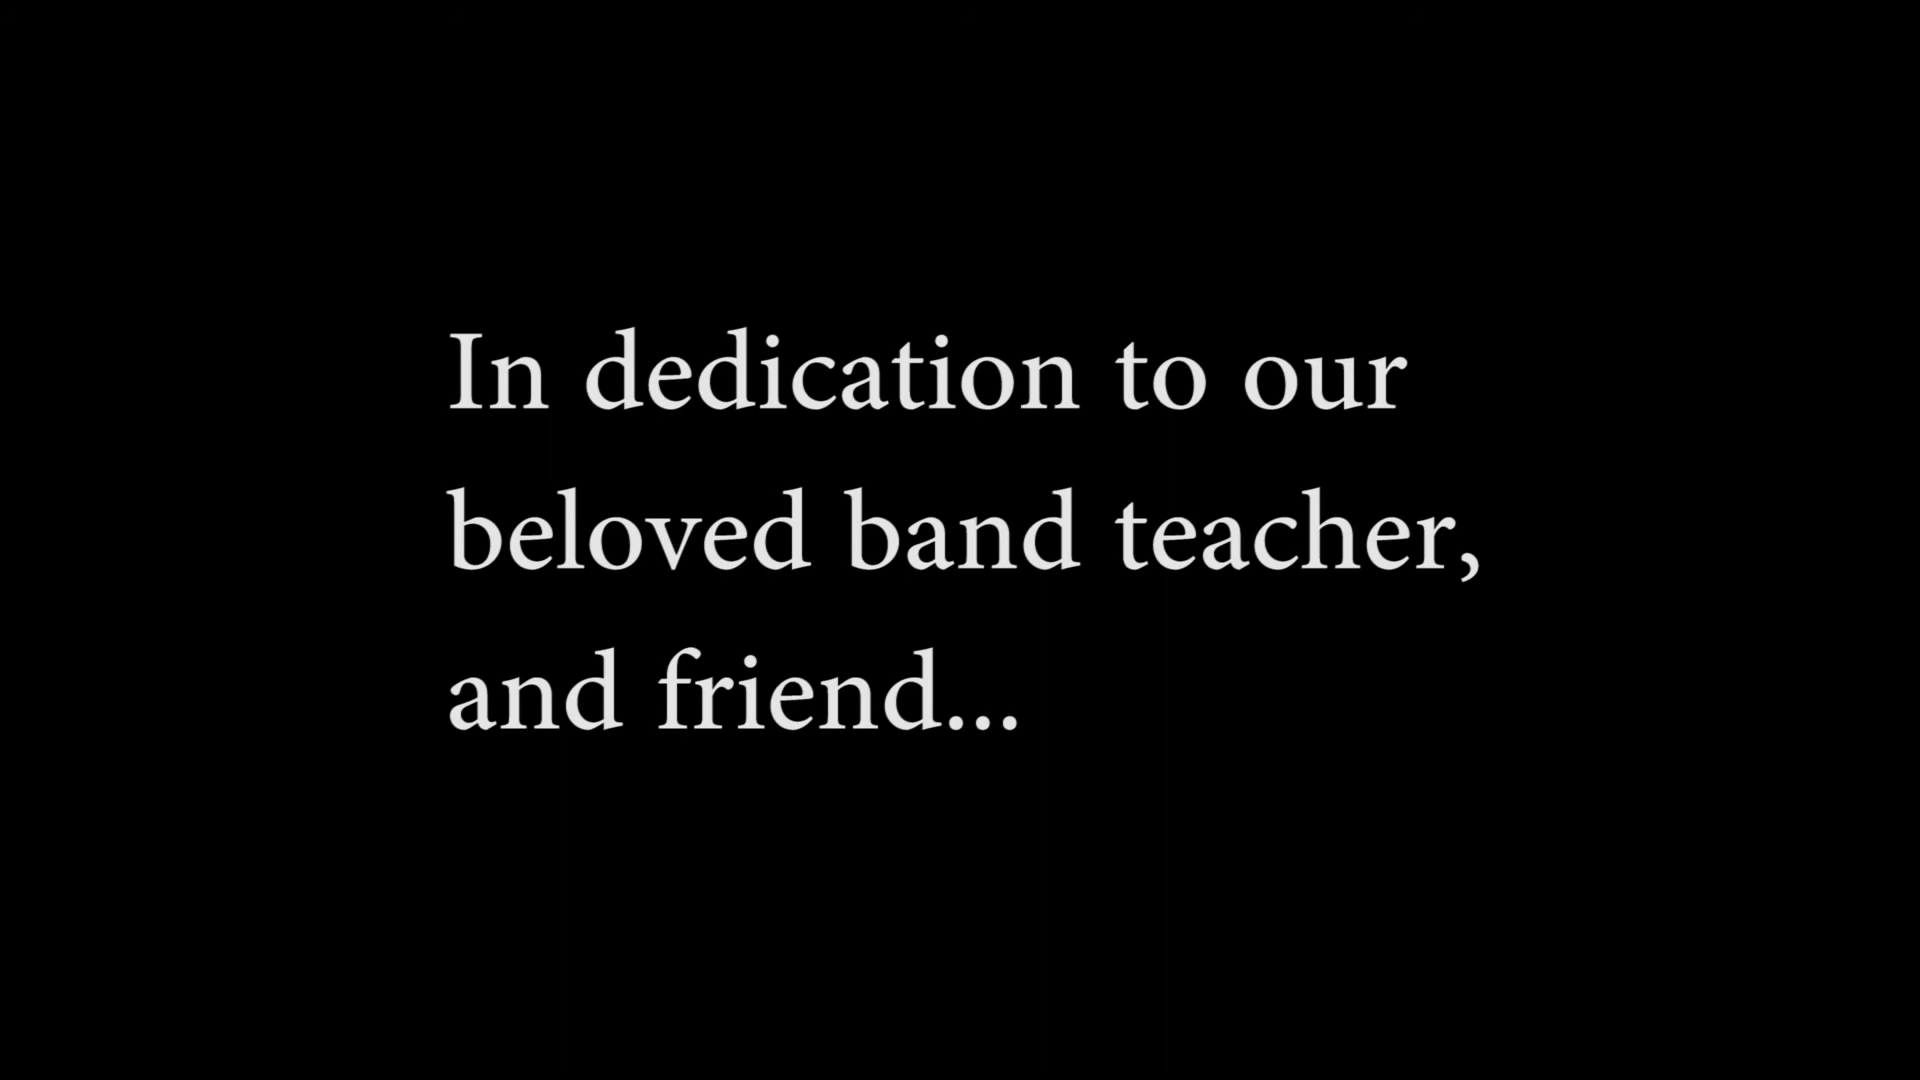 In dedication to our
beloved band teacher,
and friend...